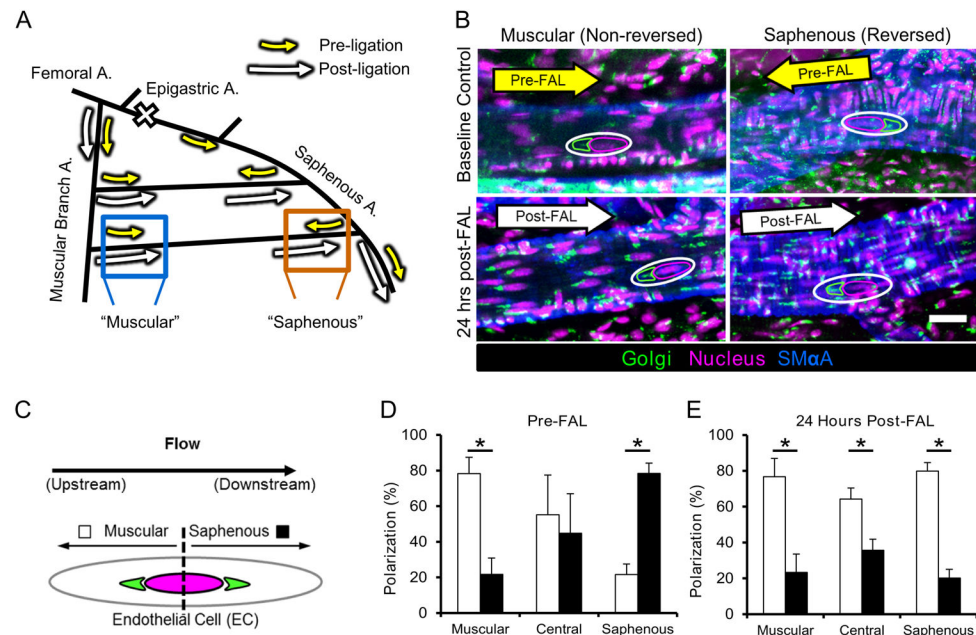 A
Pre-ligation
Post-ligation
Femoral A.
Epigastric A.
Muscular Branch A.
Saphenous A.
"Muscular"
"Saphenous"
B
Muscular (Non-reversed)
Saphenous (Reversed)
Baseline Control
Pre-FAL
Pre-FAL
24 hrs post-FAL
Post-FAL
Post-FAL
Golgi Nucleus SMαA
C
Flow
(Upstream)
(Downstream)
Muscular
Saphenous
Endothelial Cell (EC)
D
Pre-FAL
Polarization (%)
100
80
60
40
20
0
*
*
Muscular
Central
Saphenous
E
24 Hours Post-FAL
Polarization (%)
100
80
60
40
20
0
*
*
*
Muscular
Central
Saphenous